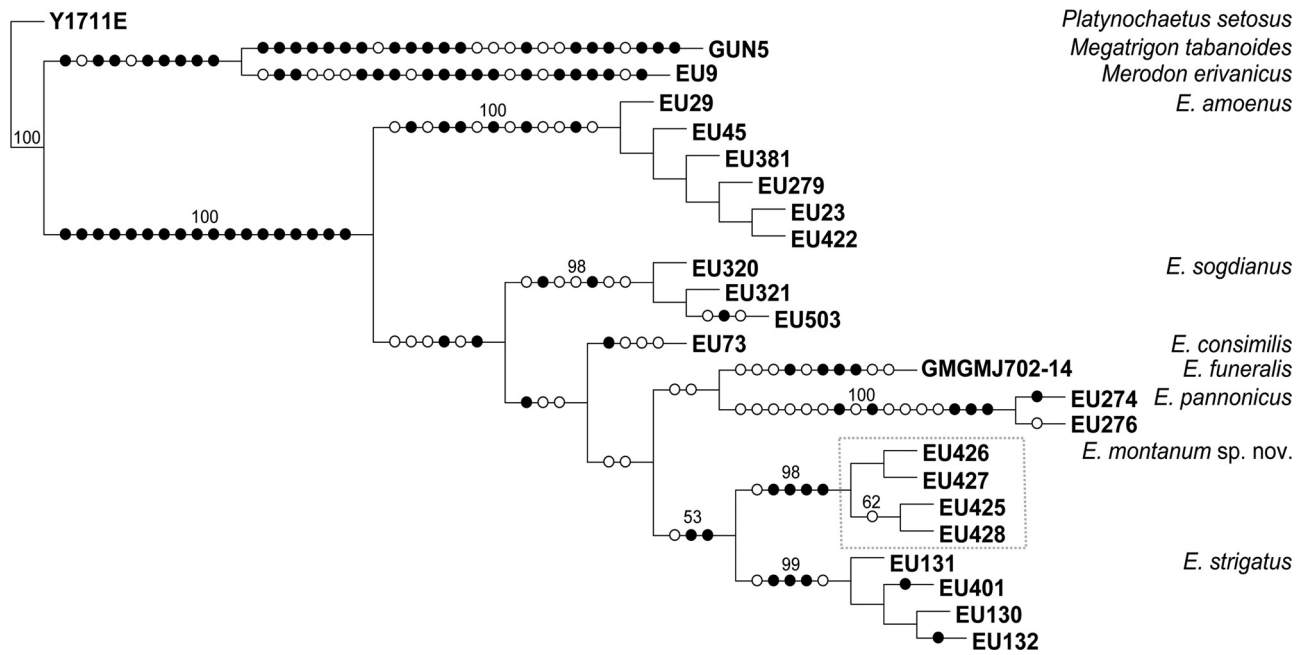 Y1711E Platynochaetus setosus
GUN5 Megatrigon tabanoides
EU9 Merodon erivanicus
EU29 E. amoenus
100
EU45
100
EU381
EU279
100
EU23
EU422
EU320 E. sogdianus
98
EU321
EU503
EU73 E. consimilis
GMGMJ702-14 E. funeralis
100
EU274 E. pannonicus
EU276
EU426 E. montanum sp. nov.
98
EU427
62
EU425
53
EU428
EU131 E. strigatus
99
EU401
EU130
EU132